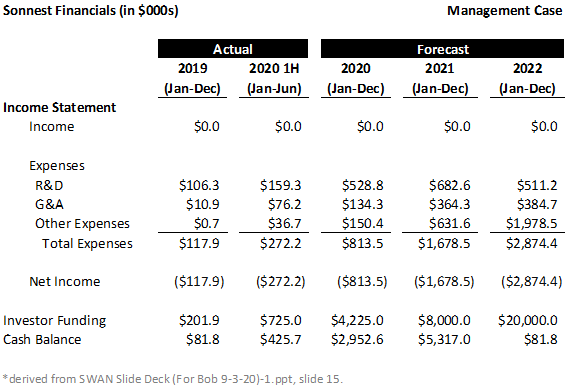 Sonnest Financials (in $000s) Management Case
Actual Forecast
2019 2020 1H 2020 2021 2022
(Jan-Dec) (Jan-Jun) (Jan-Dec) (Jan-Dec) (Jan-Dec)
Income Statement
Income $0.0 $0.0 $0.0 $0.0 $0.0
Expenses
R&D $106.3 $159.3 $528.8 $682.6 $511.2
G&A $10.9 $76.2 $134.3 $364.3 $384.7
Other Expenses $0.7 $36.7 $150.4 $631.6 $1,978.5
Total Expenses $117.9 $272.2 $813.5 $1,678.5 $2,874.4
Net Income ($117.9) ($272.2) ($813.5) ($1,678.5) ($2,874.4)
Investor Funding $201.9 $725.0 $4,225.0 $8,000.0 $20,000.0
Cash Balance $81.8 $425.7 $2,952.6 $5,317.0 $81.8
*derived from SWAN Slide Deck (For Bob 9-3-20)-1.ppt, slide 15.